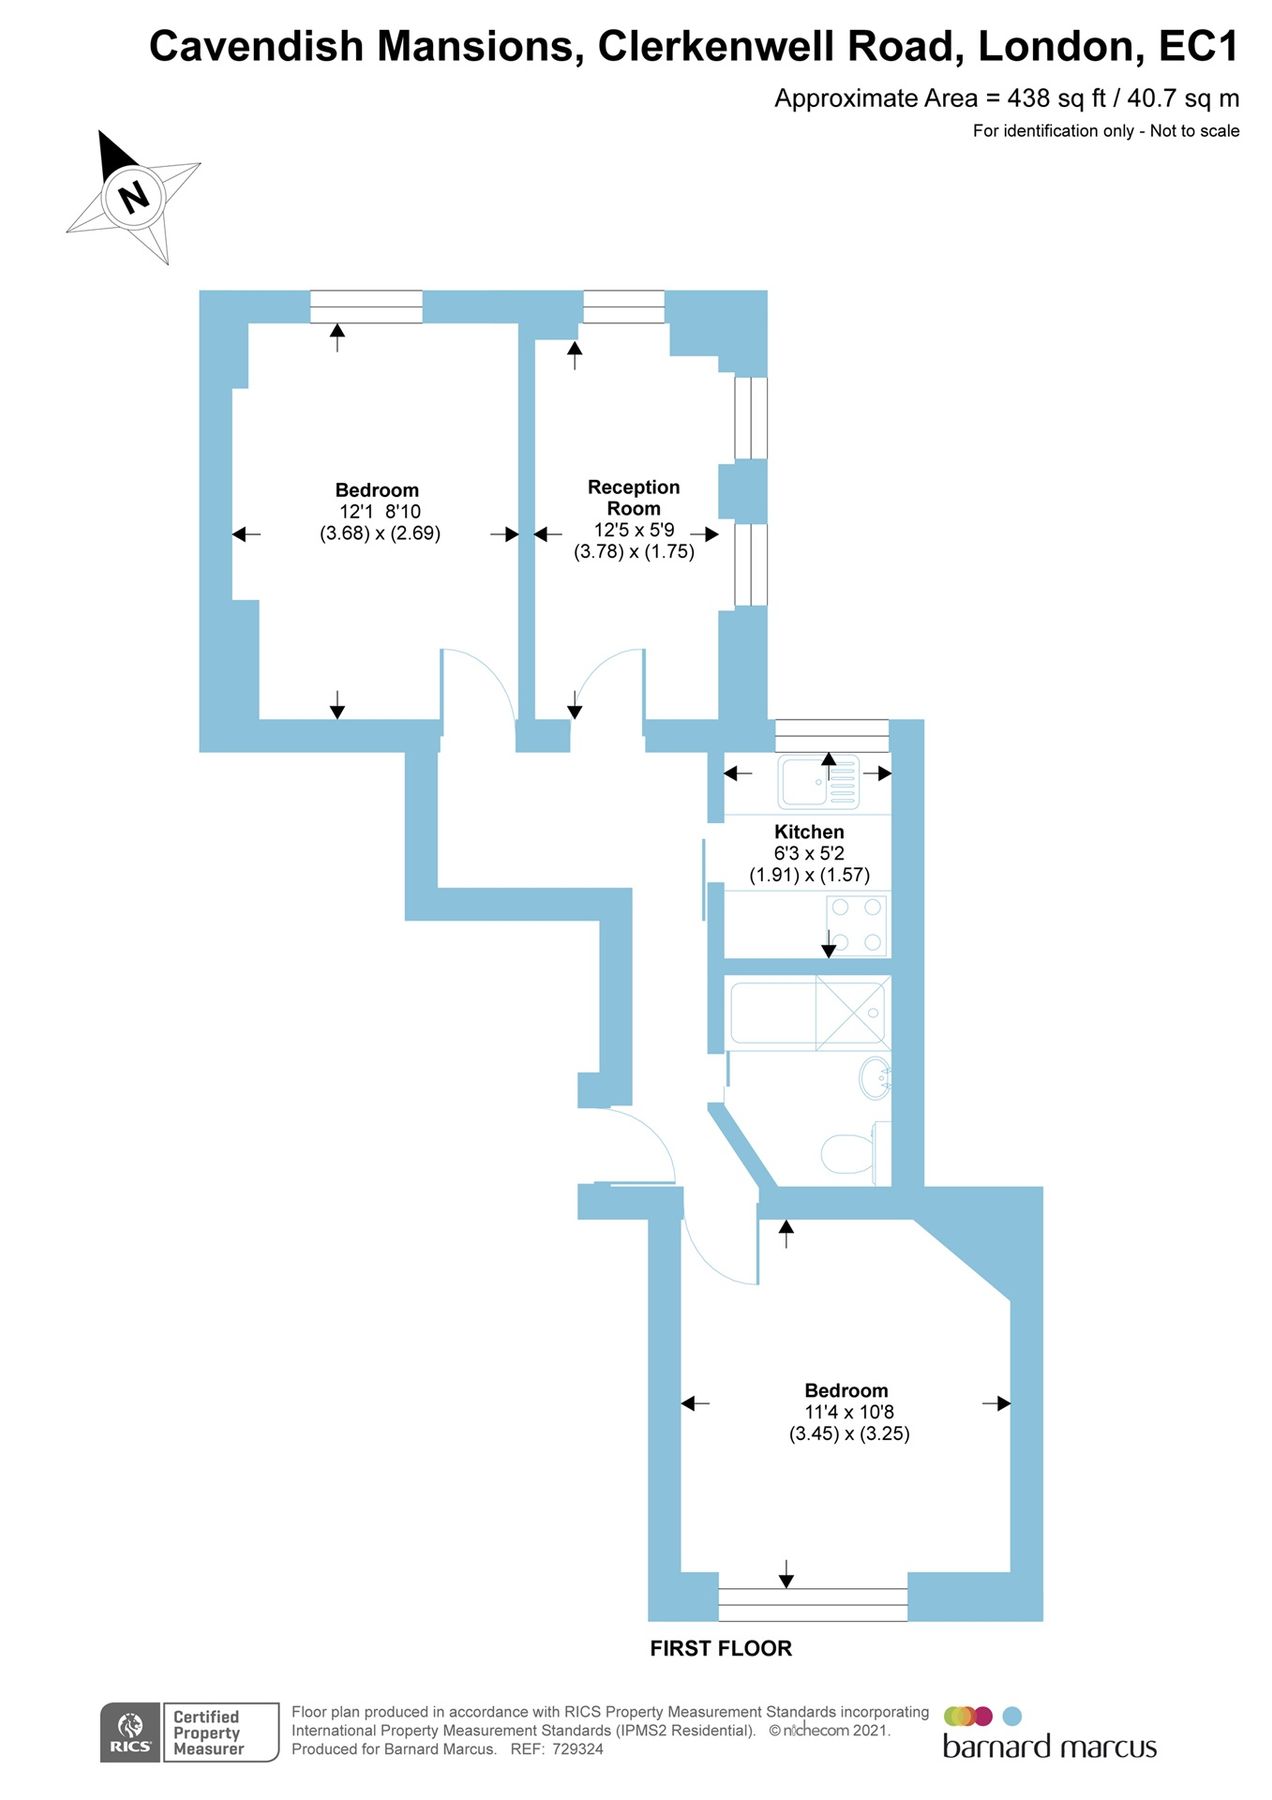 Cavendish Mansions, Clerkenwell Road, London, EC1
Approximate Area = 438 sq ft / 40.7 sq m
For identification only - Not to scale
N
Bedroom
12'1  8'10
(3.68) x (2.69)
Reception
Room
12'5 x 5'9
(3.78) x (1.75)
Kitchen
6'3 x 5'2
(1.91) x (1.57)
Bedroom
11'4 x 10'8
(3.45) x (3.25)
FIRST FLOOR
RICS
Certified
Property
Measurer
Floor plan produced in accordance with RICS Property Measurement Standards incorporating
International Property Measurement Standards (IPMS2 Residential).   © nichecom 2021.
Produced for Barnard Marcus.   REF:  729324
barnard marcus